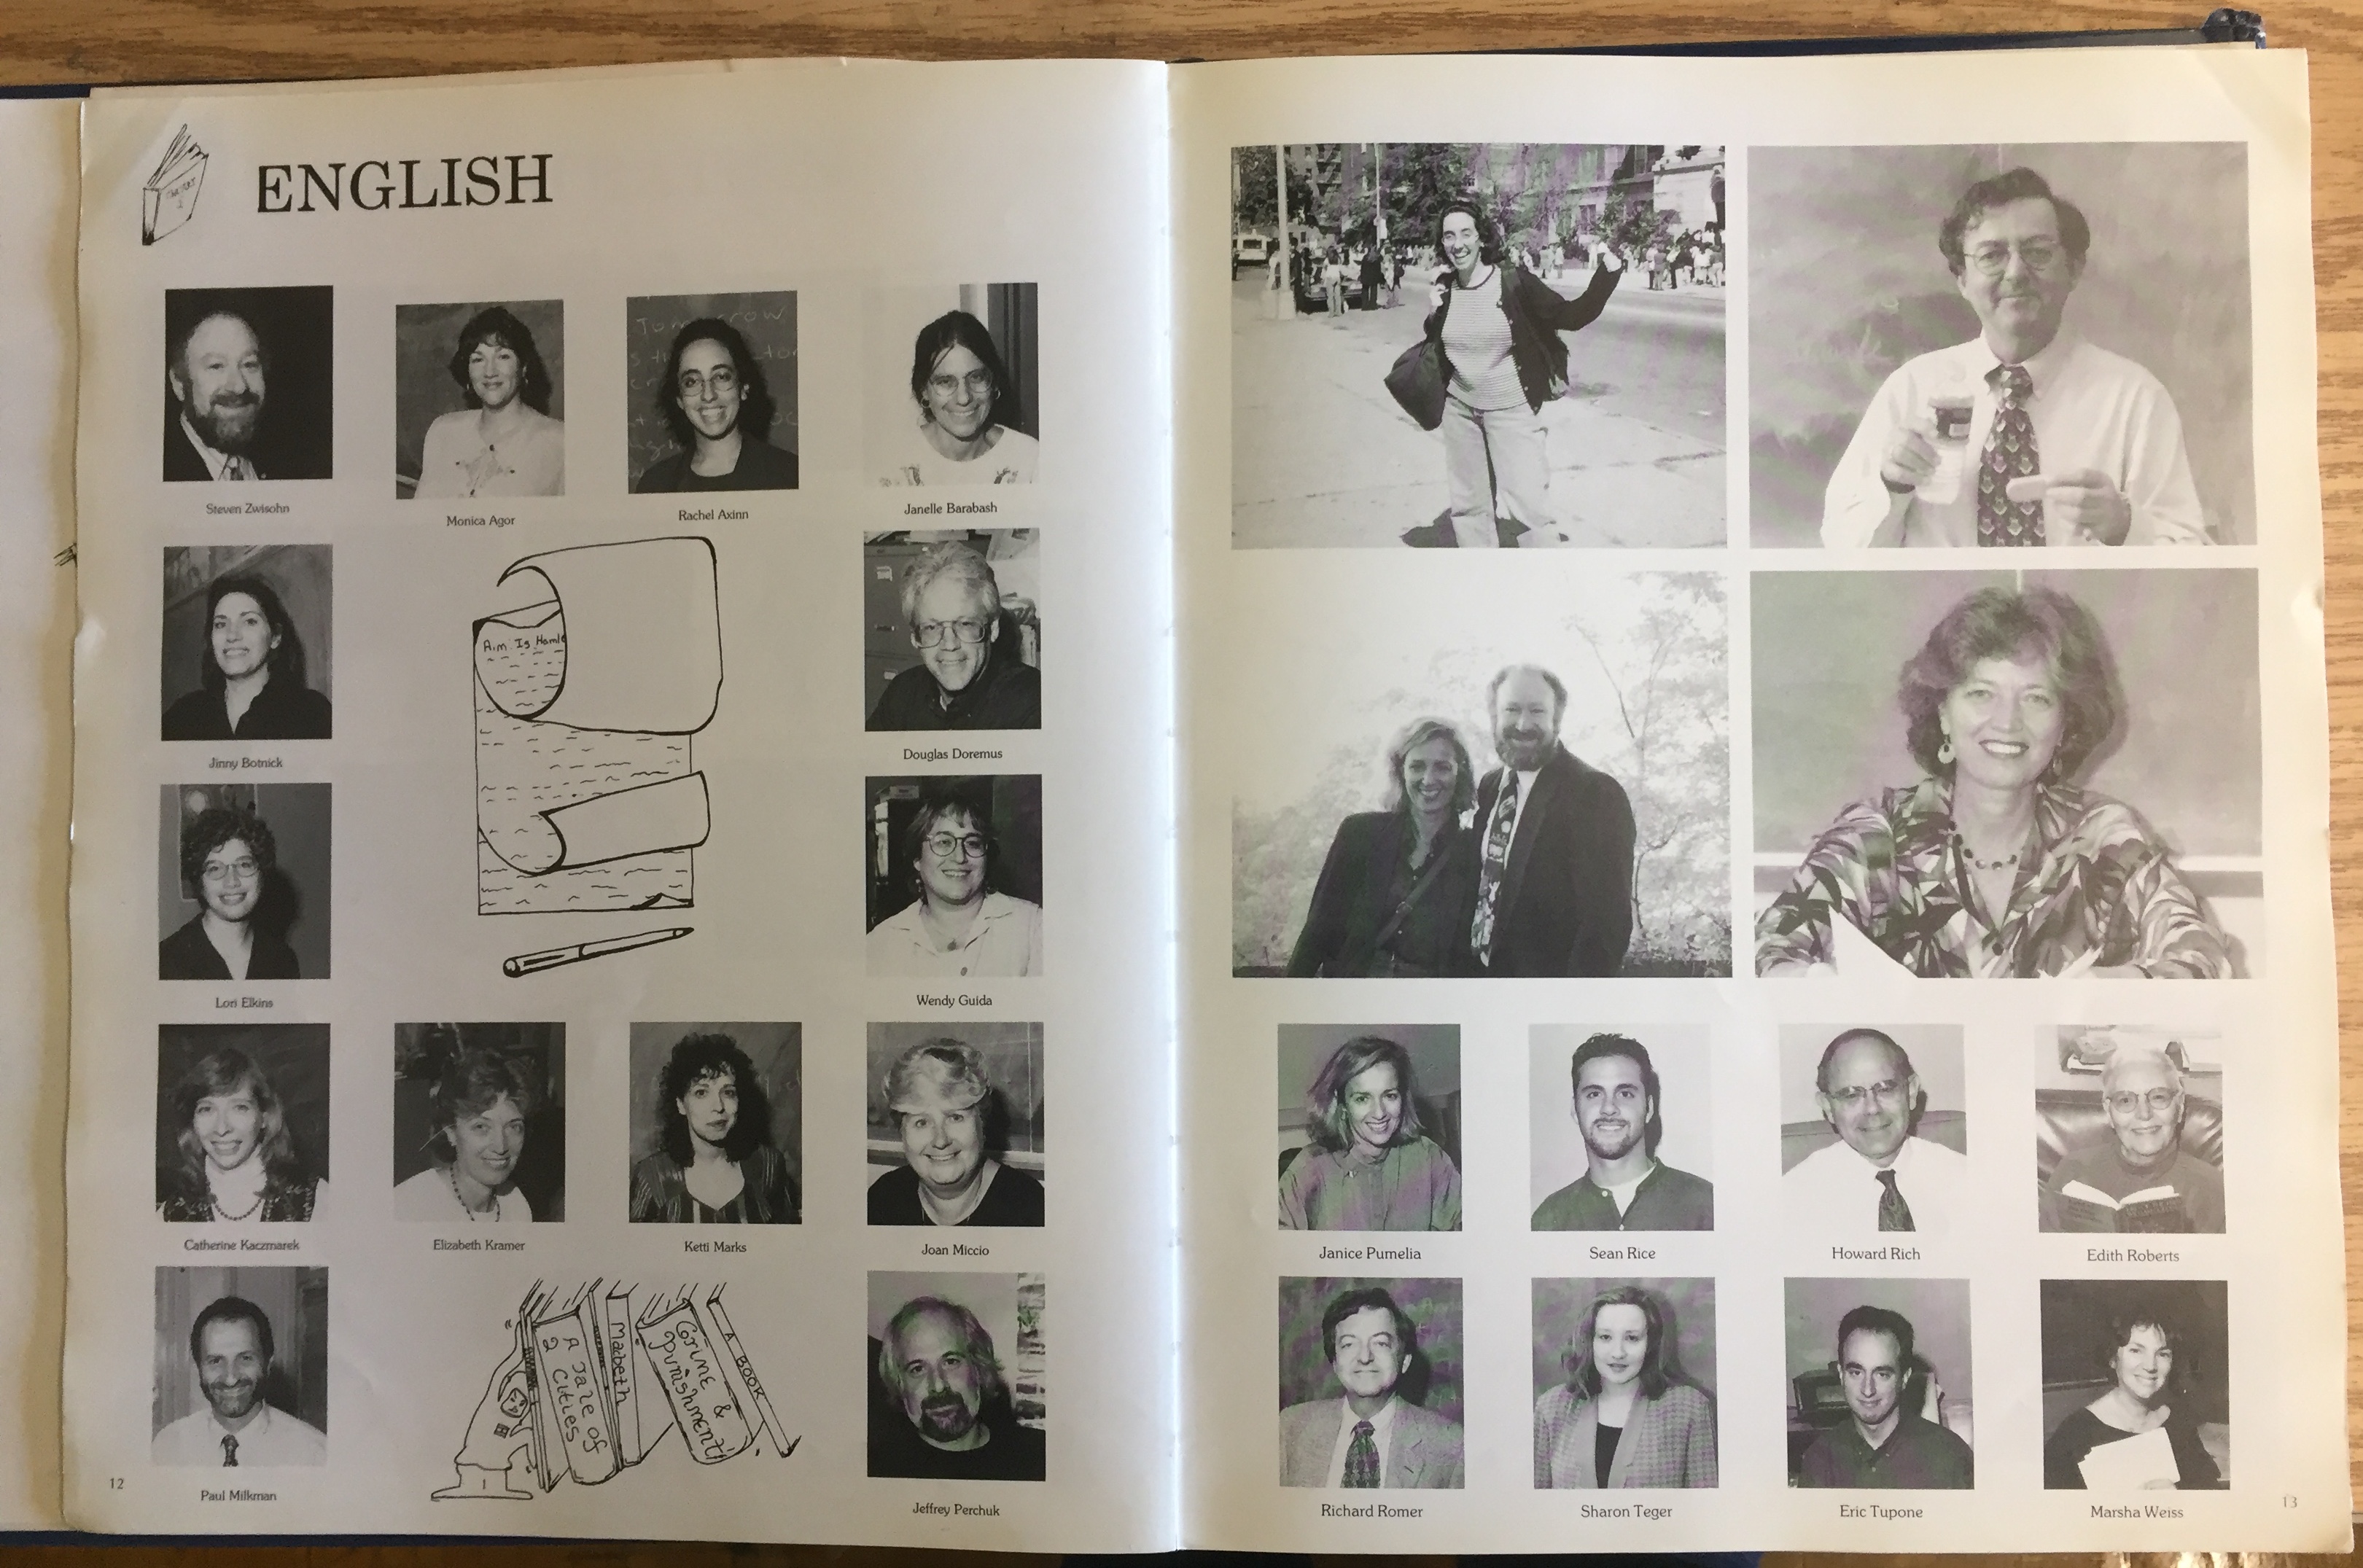 ENGLISH
Steven Zwisohn
Monica Agor
Rachel Axinn
Janelle Barabash
Tomorrow
Jinny Botnick
Aim: Is Haml
Douglas Doremus
Lori Elkins
Wendy Guida
Catherine Kaczmarek
Elizabeth Kramer
Ketti Marks
Joan Miccio
Paul Milkman
A Tale of
2 Cities
Macbeth
Crime &
Punishment
A BOOK
Jeffrey Perchuk
12
Janice Pumelia
Sean Rice
Howard Rich
Edith Roberts
Richard Romer
Sharon Teger
Eric Tupone
Marsha Weiss
13